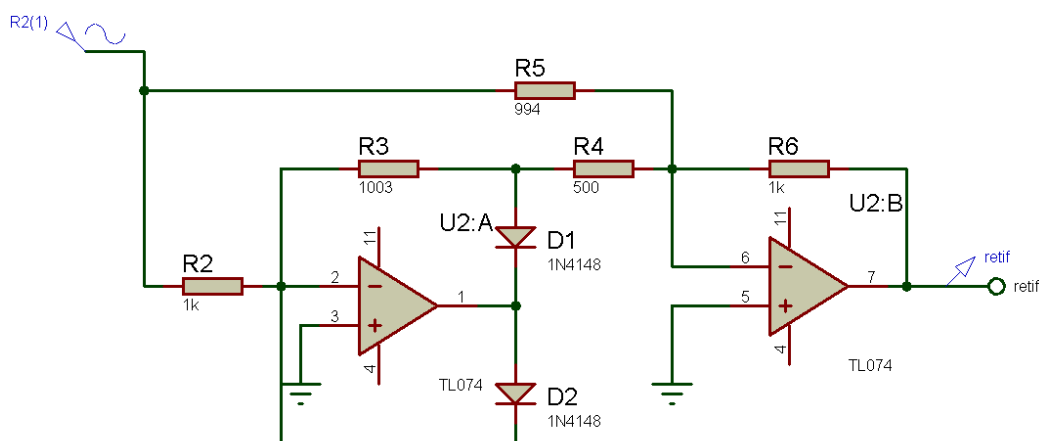 R2(1)
R5
994
R3
1003
R4
500
R6
1k
U2:A
U2:B
11
D1
1N4148
11
R2
1k
2
3
1
4
TL074
6
5
7
4
TL074
retif
retif
D2
1N4148